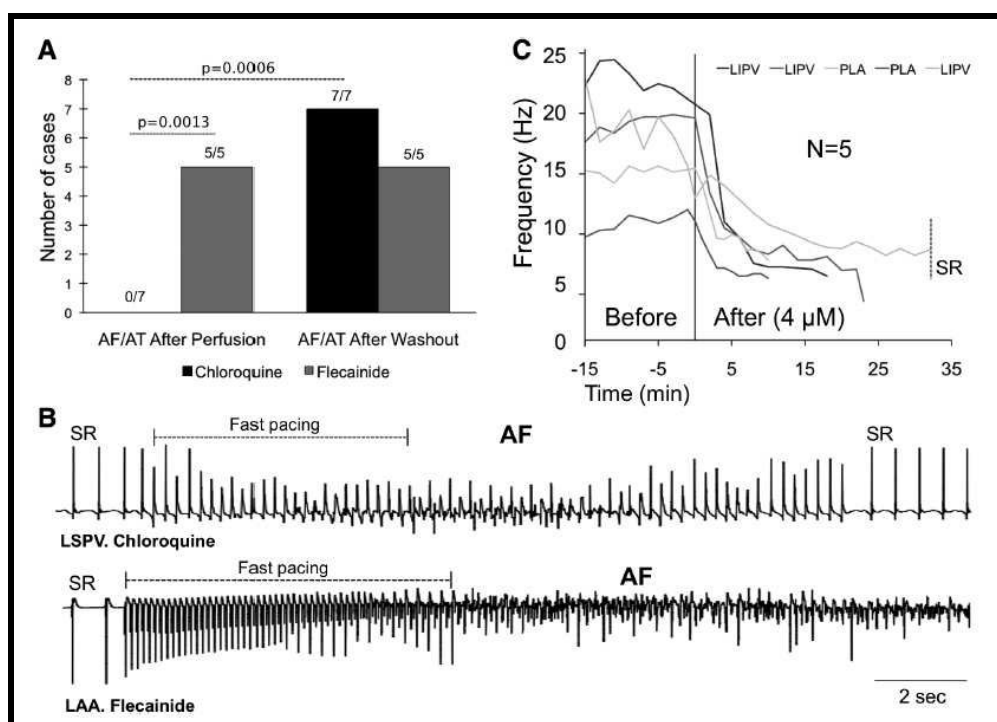 A
p=0.0006
p=0.0013
8
7
6
5
4
3
2
1
0
Number of cases
0/7
5/5
7/7
5/5
AF/AT After Perfusion
AF/AT After Washout
Chloroquine
Flecainide
C
25
20
15
10
5
0
Frequency (Hz)
LIPV LIPV PLA PLA LIPV
N=5
SR
Before
After (4 µM)
-15 -5 5 15 25 35
Time (min)
B
SR
Fast pacing
AF
SR
LSPV. Chloroquine
SR
Fast pacing
AF
LAA. Flecainide
2 sec